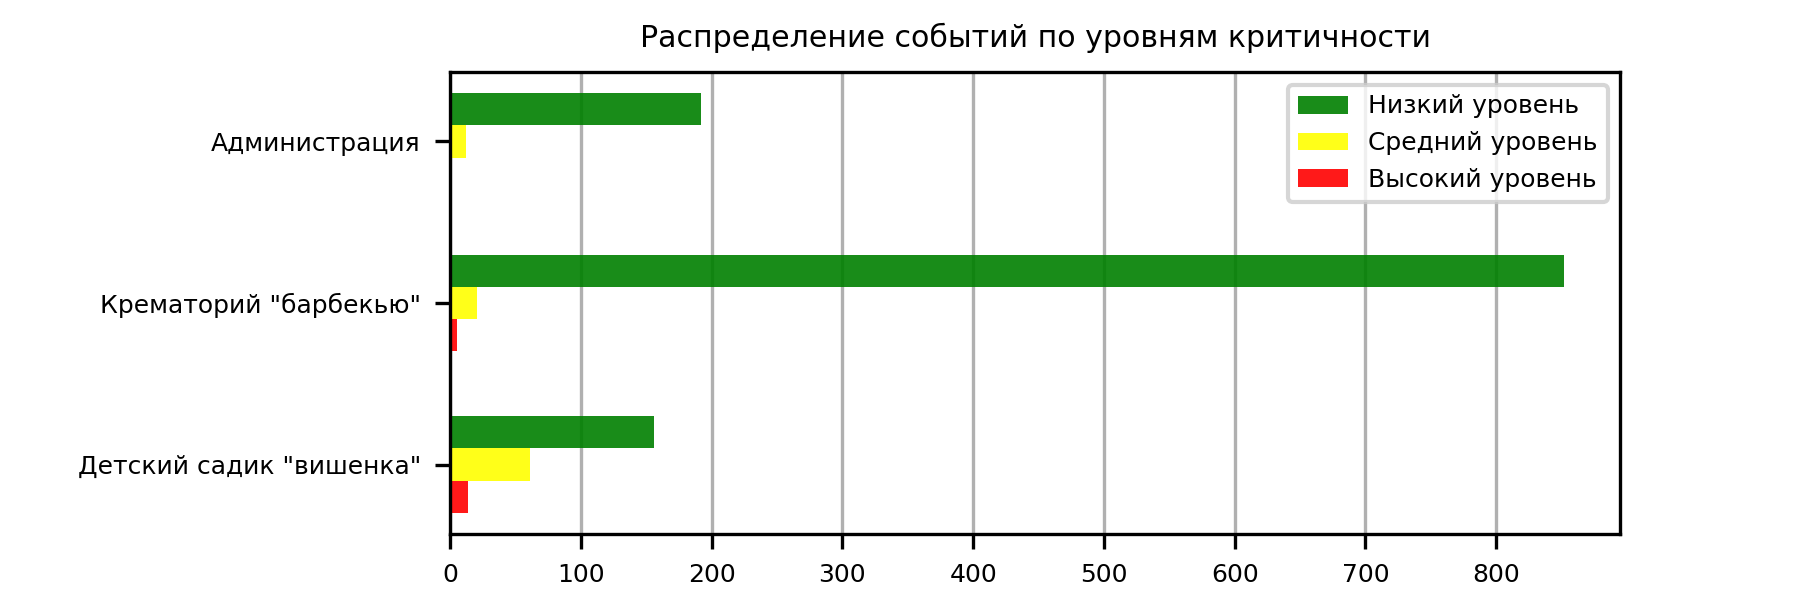 Распределение событий по уровням критичности
Низкий уровень
Средний уровень
Высокий уровень
Администрация
Крематорий "барбекью"
Детский садик "вишенка"
0 100 200 300 400 500 600 700 800